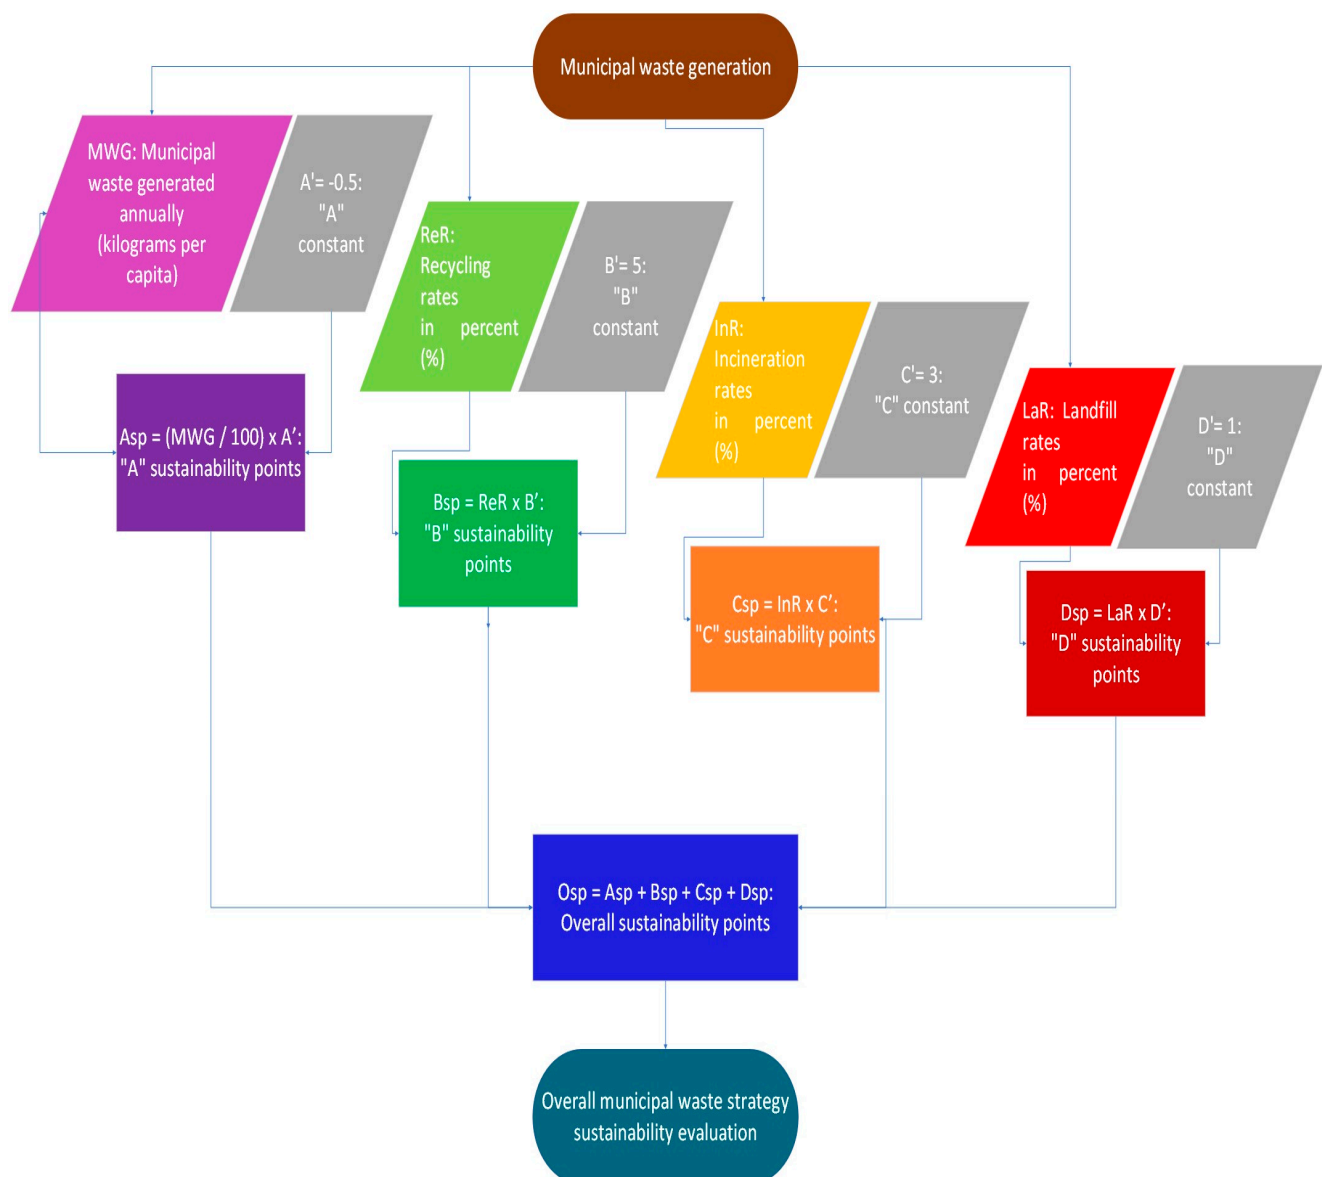 Municipal waste generation
MWG: Municipal
waste generated
annually
(kilograms per
capita)
A'= -0.5:
"A"
constant
ReR:
Recycling
rates
in percent
(%)
B'= 5:
"B"
constant
InR:
Incineration
rates
in percent
(%)
C'= 3:
"C" constant
LaR: Landfill
rates
in percent
(%)
D'= 1:
"D"
constant
Asp = (MWG / 100) x A’:
"A" sustainability points
Bsp = ReR x B’:
"B" sustainability
points
Csp = InR x C’:
"C" sustainability points
Dsp = LaR x D’:
"D" sustainability
points
Osp = Asp + Bsp + Csp + Dsp:
Overall sustainability points
Overall municipal waste strategy
sustainability evaluation